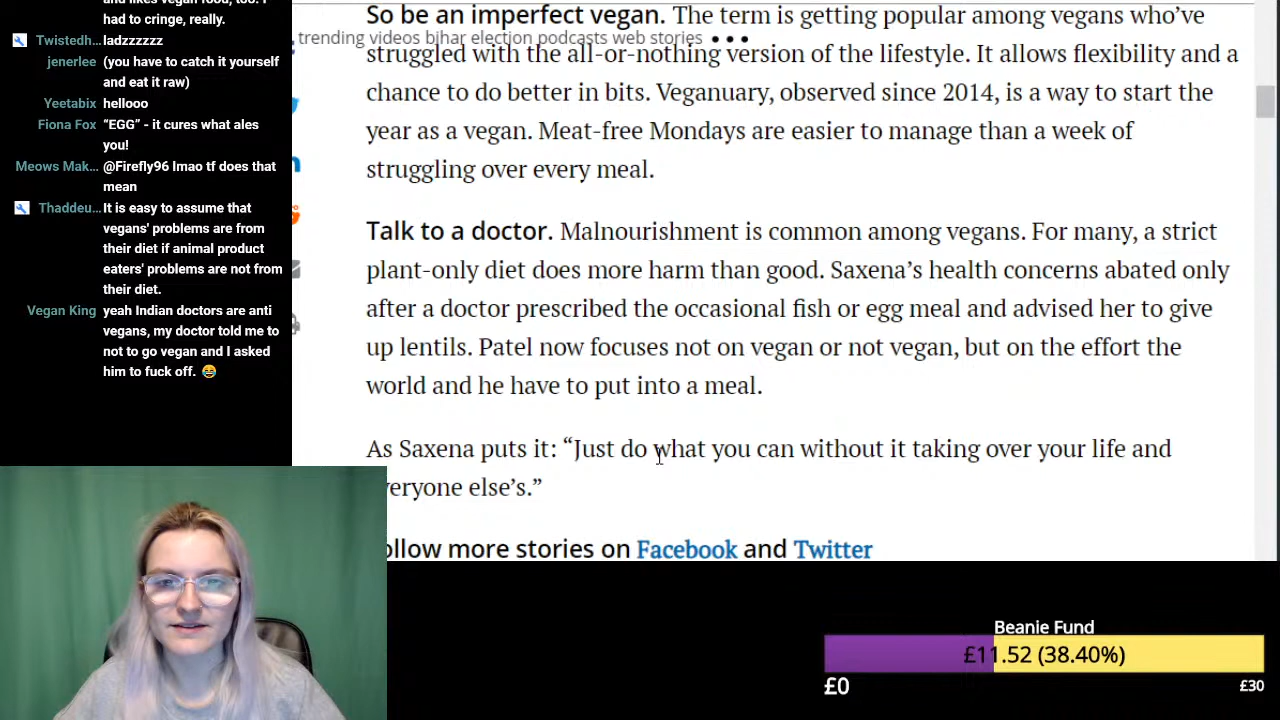 and likes vegan food, too. I
had to cringe, really.
Twistedh... ladzzzzzz
jenerlee (you have to catch it yourself
and eat it raw)
Yeetabix hellooo
Fiona Fox “EGG” - it cures what ales
you!
Meows Mak... @Firefly96 lmao tf does that
mean
Thaddeu... It is easy to assume that
vegans' problems are from
their diet if animal product
eaters' problems are not from
their diet.
Vegan King yeah Indian doctors are anti
vegans, my doctor told me to
not to go vegan and I asked
him to fuck off. 😂
So be an imperfect vegan. The term is getting popular among vegans who’ve
trending videos bihar election podcasts web stories •••
struggled with the all-or-nothing version of the lifestyle. It allows flexibility and a
chance to do better in bits. Veganuary, observed since 2014, is a way to start the
year as a vegan. Meat-free Mondays are easier to manage than a week of
struggling over every meal.
Talk to a doctor. Malnourishment is common among vegans. For many, a strict
plant-only diet does more harm than good. Saxena’s health concerns abated only
after a doctor prescribed the occasional fish or egg meal and advised her to give
up lentils. Patel now focuses not on vegan or not vegan, but on the effort the
world and he have to put into a meal.
As Saxena puts it: “Just do what you can without it taking over your life and
everyone else’s.”
ollow more stories on Facebook and Twitter
Beanie Fund
£11.52 (38.40%)
£0
£30